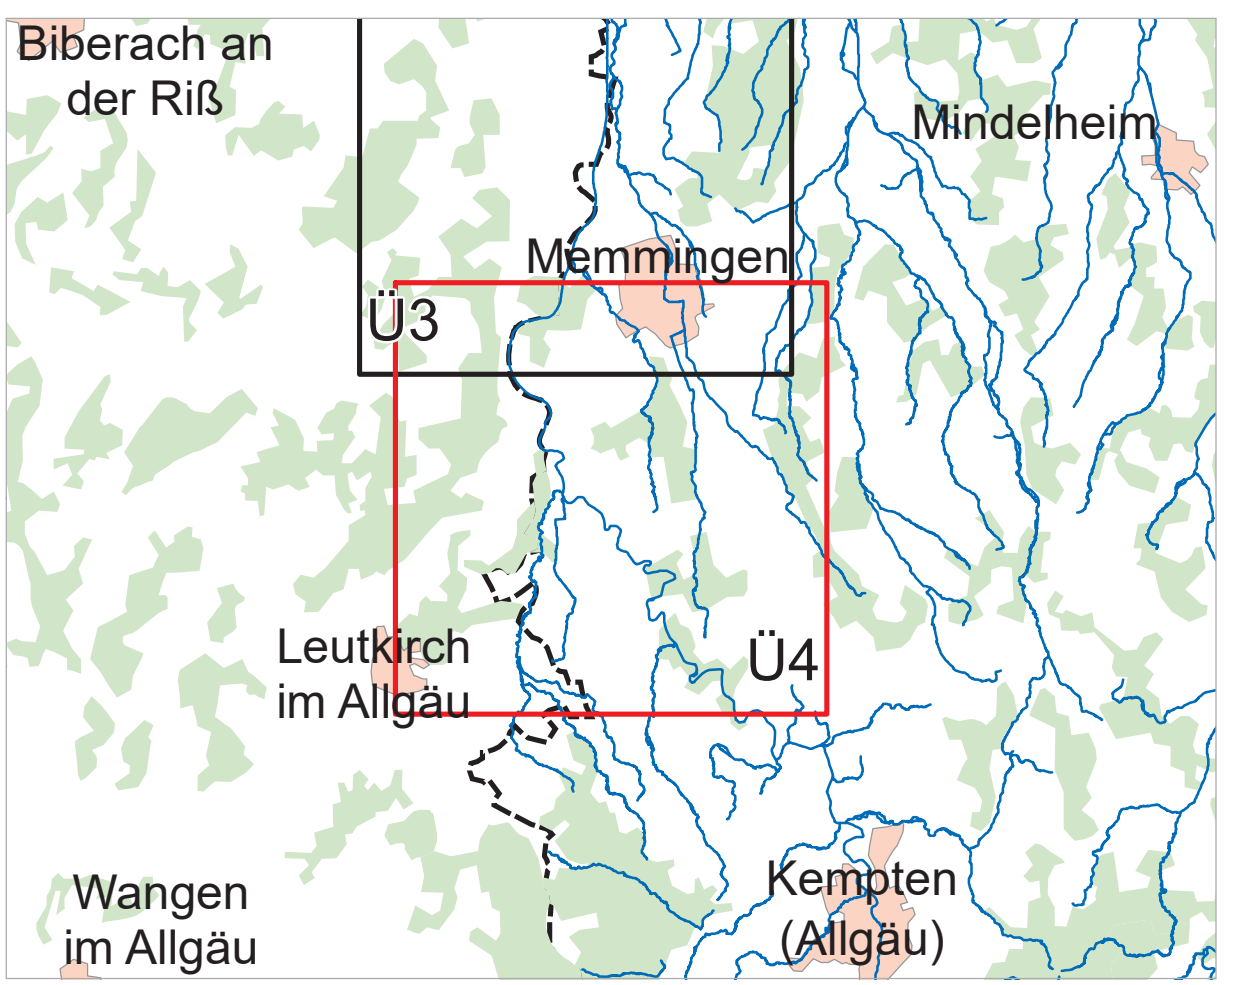 Biberach an
der Riß
Mindelheim
Memmingen
Ü3
Leutkirch
im Allgäu
Ü4
Wangen
im Allgäu
Kempten
(Allgäu)